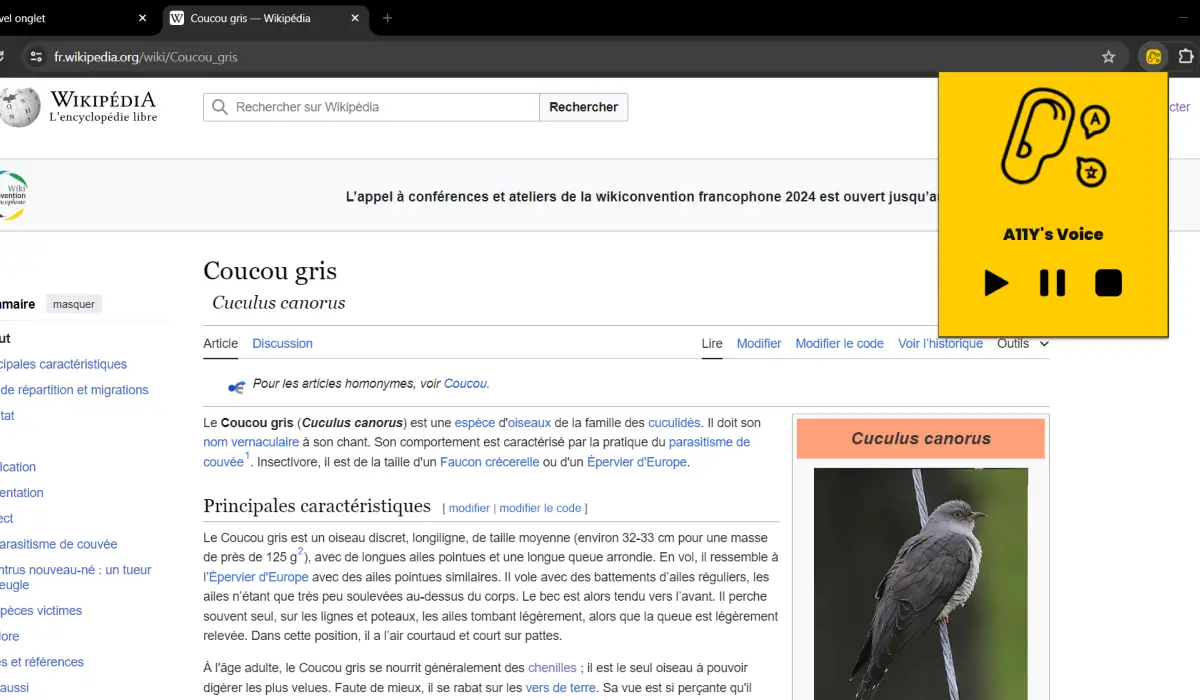 vel onglet
Coucou gris — Wikipédia
fr.wikipedia.org/wiki/Coucou_gris
WIKIPÉDIA
L'encyclopédie libre
Rechercher sur Wikipédia
Rechercher
cter
A
A11Y's Voice
Wiki
vention
ncophone
L'appel à conférences et ateliers de la wikiconvention francophone 2024 est ouvert jusqu'a
Coucou gris
Cuculus canorus
mmaire masquer
Article Discussion
Lire Modifier Modifier le code Voir l'historique Outils
ut
cipales caractéristiques
de répartition et migrations
tat
ication
entation
ect
arasitisme de couvée
ntrus nouveau-né : un tueur
eugle
pèces victimes
lore
s et références
aussi
Pour les articles homonymes, voir Coucou.
Le Coucou gris (Cuculus canorus) est une espèce d'oiseaux de la famille des cuculidés. Il doit son
nom vernaculaire à son chant. Son comportement est caractérisé par la pratique du parasitisme de
couvée1. Insectivore, il est de la taille d'un Faucon crécerelle ou d'un Épervier d'Europe.
Principales caractéristiques [ modifier | modifier le code ]
Le Coucou gris est un oiseau discret, longiligne, de taille moyenne (environ 32-33 cm pour une masse
de près de 125 g2), avec de longues ailes pointues et une longue queue arrondie. En vol, il ressemble à
l'Épervier d'Europe avec des ailes pointues similaires. Il vole avec des battements d'ailes réguliers, les
ailes n'étant que très peu soulevées au-dessus du corps. Le bec est alors tendu vers l'avant. Il perche
souvent seul, sur les lignes et poteaux, les ailes tombant légèrement, alors que la queue est légèrement
relevée. Dans cette position, il a l'air courtaud et court sur pattes.
À l'âge adulte, le Coucou gris se nourrit généralement des chenilles ; il est le seul oiseau à pouvoir
digérer les plus velues. Faute de mieux, il se rabat sur les vers de terre. Sa vue est si perçante qu'il
Cuculus canorus